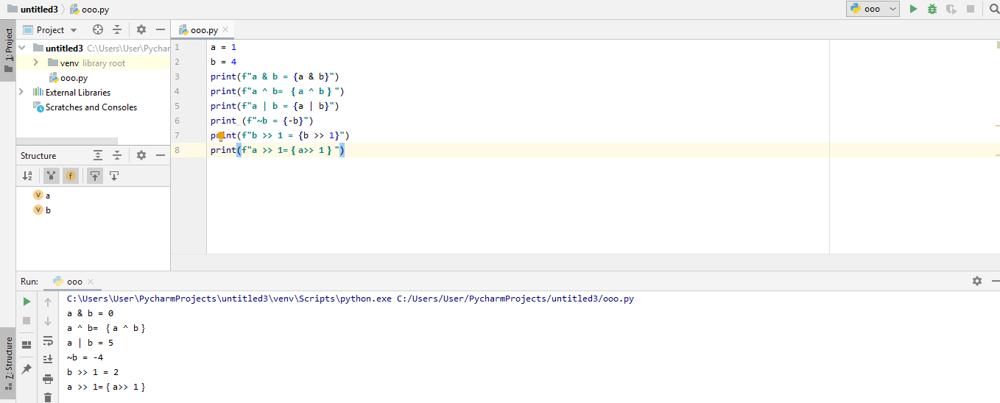 untitled3 ooo.py
ooo
1: Project
Project
untitled3 C:\Users\User\Pycharm
venv library root
ooo.py
External Libraries
Scratches and Consoles
Structure
a
b
7: Structure
ooo.py
1 a = 1
2 b = 4
3 print(f"a & b = {a & b}")
4 print(f"a ^ b= ｛a ^ b｝")
5 print(f"a | b = {a | b}")
6 print (f"~b = {-b}")
7 print(f"b >> 1 = {b >> 1}")
8 print(f"a >> 1=｛a>> 1｝")
Run: ooo
C:\Users\User\PycharmProjects\untitled3\venv\Scripts\python.exe C:/Users/User/PycharmProjects/untitled3/ooo.py
a & b = 0
a ^ b= ｛a ^ b｝
a | b = 5
~b = -4
b >> 1 = 2
a >> 1=｛a>> 1｝